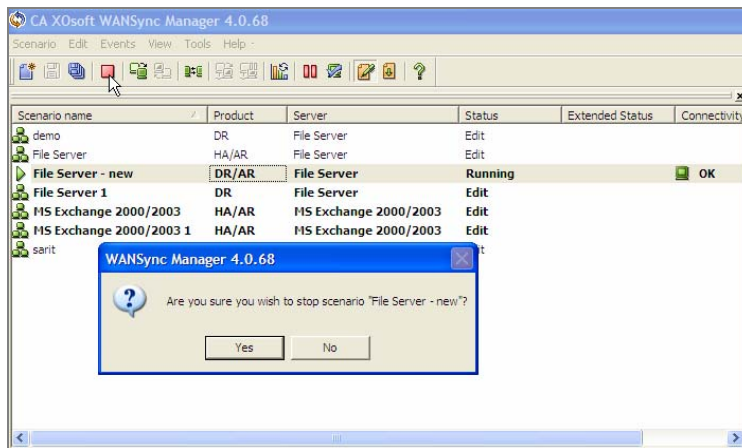 CA XOsoft WANSync Manager 4.0.68
Scenario Edit Events View Tools Help
Scenario name Product Server Status Extended Status Connectivity
demo DR File Server Edit
File Server HA/AR File Server Edit
File Server - new DR/AR File Server Running OK
File Server 1 DR File Server Edit
MS Exchange 2000/2003 HA/AR MS Exchange 2000/2003 Edit
MS Exchange 2000/2003 1 HA/AR MS Exchange 2000/2003 Edit
sarit
WANSync Manager 4.0.68
Are you sure you wish to stop scenario "File Server - new"?
Yes No